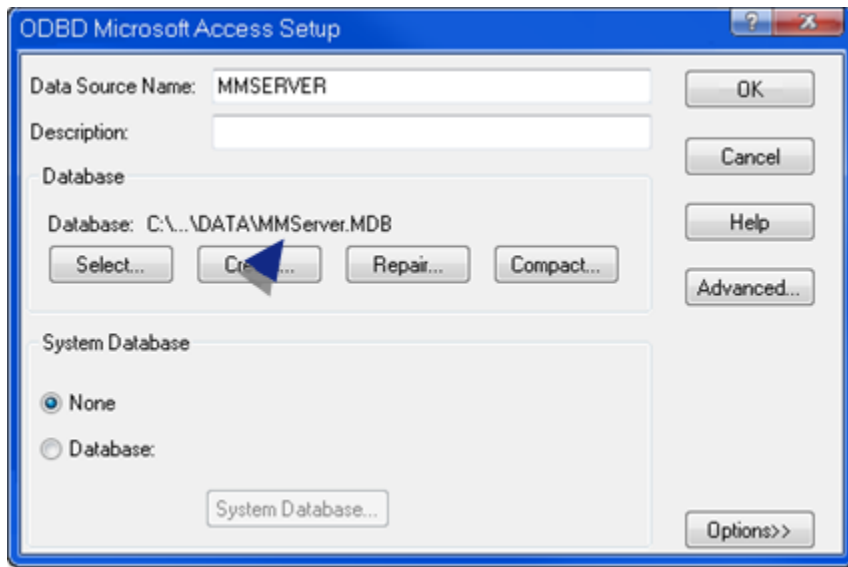 ODBD Microsoft Access Setup
Data Source Name: MMSERVER
OK
Description:
Cancel
Database
Database: C:\...\DATA\MMServer.MDB
Help
Select...
Repair...
Compact...
Advanced...
System Database
None
Database:
System Database...
Options>>